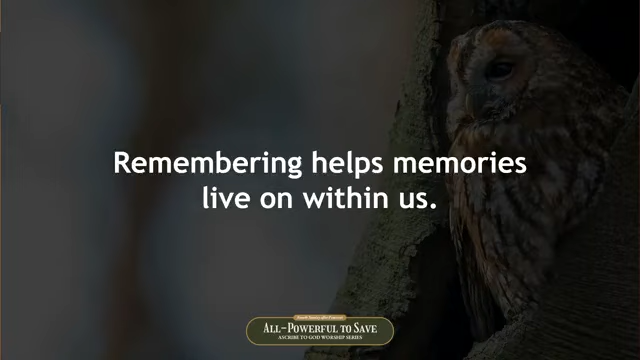 Remembering helps memories
live on within us.
ALL-POWERFUL TO SAVE
ASCRIBE TO GOD WORSHIP SERIES